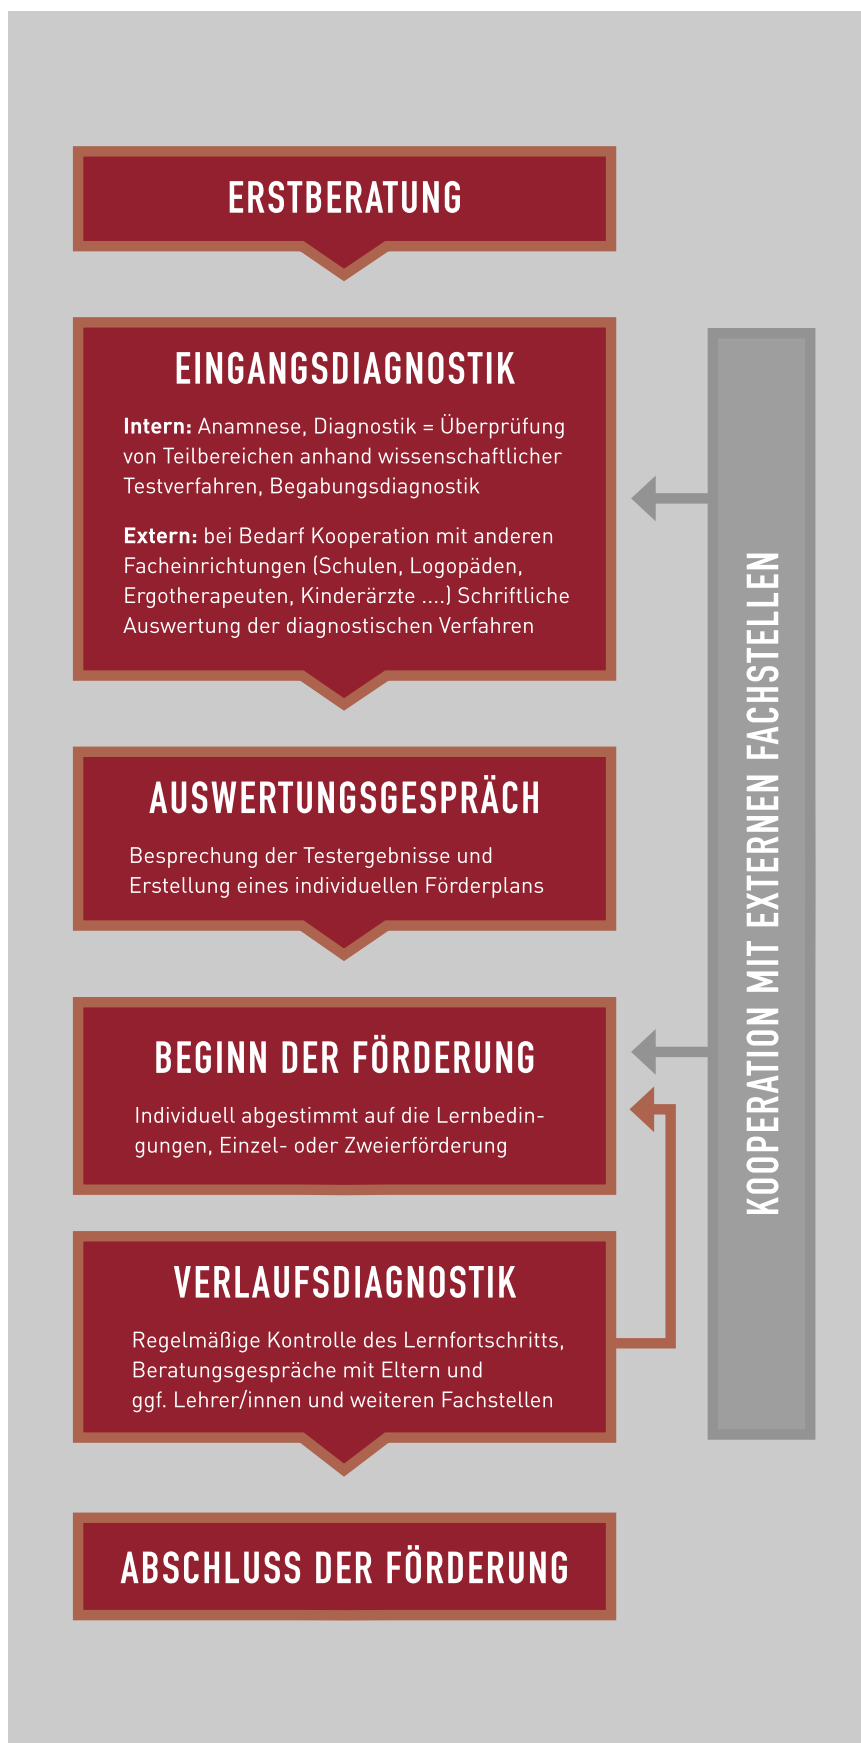 ERSTBERATUNG
EINGANGSDIAGNOSTIK
Intern: Anamnese, Diagnostik = Überprüfung
von Teilbereichen anhand wissenschaftlicher
Testverfahren, Begabungsdiagnostik
Extern: bei Bedarf Kooperation mit anderen
Facheinrichtungen (Schulen, Logopäden,
Ergotherapeuten, Kinderärzte ....) Schriftliche
Auswertung der diagnostischen Verfahren
AUSWERTUNGSGESPRÄCH
Besprechung der Testergebnisse und
Erstellung eines individuellen Förderplans
BEGINN DER FÖRDERUNG
Individuell abgestimmt auf die Lernbedin-
gungen, Einzel- oder Zweierförderung
VERLAUFSDIAGNOSTIK
Regelmäßige Kontrolle des Lernfortschritts,
Beratungsgespräche mit Eltern und
ggf. Lehrer/innen und weiteren Fachstellen
ABSCHLUSS DER FÖRDERUNG
KOOPERATION MIT EXTERNEN FACHSTELLEN